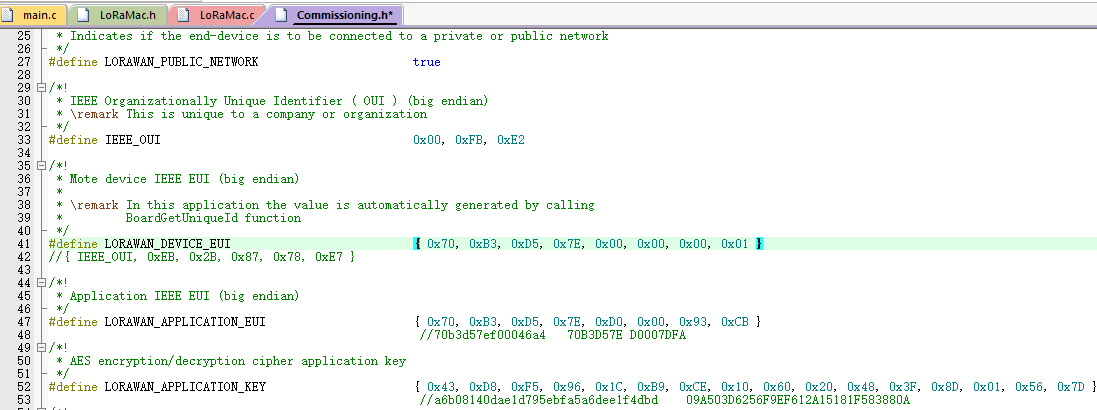 main.c LoRaMac.h LoRaMac.c Commissioning.h*
25 * Indicates if the end-device is to be connected to a private or public network
26 */
27 #define LORAWAN_PUBLIC_NETWORK true
28
29 /*!
30 * IEEE Organizationally Unique Identifier ( OUI ) (big endian)
31 * \remark This is unique to a company or organization
32 */
33 #define IEEE_OUI 0x00, 0xFB, 0xE2
34
35 /*!
36 * Mote device IEEE EUI (big endian)
37 *
38 * \remark In this application the value is automatically generated by calling
39 * BoardGetUniqueId function
40 */
41 #define LORAWAN_DEVICE_EUI { 0x70, 0xB3, 0xD5, 0x7E, 0x00, 0x00, 0x00, 0x01 }
42 //{ IEEE_OUI, 0xEB, 0x2B, 0x87, 0x78, 0xE7 }
43
44 /*!
45 * Application IEEE EUI (big endian)
46 */
47 #define LORAWAN_APPLICATION_EUI { 0x70, 0xB3, 0xD5, 0x7E, 0xD0, 0x00, 0x93, 0xCB }
48 //70b3d57ef00046a4 70B3D57E D0007DFA
49 /*!
50 * AES encryption/decryption cipher application key
51 */
52 #define LORAWAN_APPLICATION_KEY { 0x43, 0xD8, 0xF5, 0x96, 0x1C, 0xB9, 0xCE, 0x10, 0x60, 0x20, 0x48, 0x3F, 0x8D, 0x01, 0x56, 0x7D }
53 //a6b08140dae1d795ebfa5a6dee1f4dbd 09A503D6256F9EF612A15181F583880A